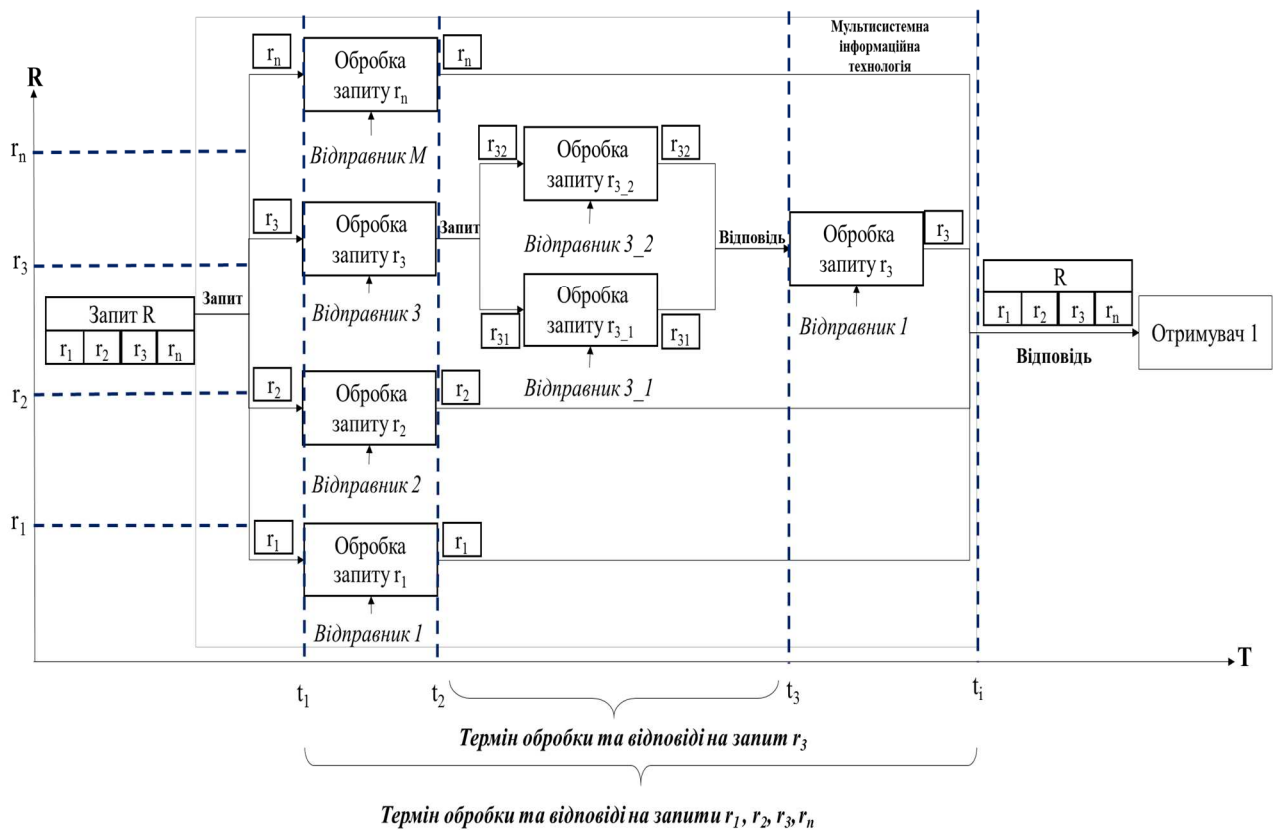 Мультисистемна
інформаційна
технологія
R
rₙ
Обробка
запиту rₙ
rₙ
Відправник М
rₙ
r₃₂
Обробка
запиту r₃_₂
r₃₂
Відправник 3_2
r₃
Обробка
запиту r₃
Запит
Відповідь
Обробка
запиту r₃
r₃
Відправник 3
Відправник 1
r₃
Запит
Запит R
r₁ r₂ r₃ rₙ
r₃₁
Обробка
запиту r₃_₁
r₃₁
Відправник 3_1
R
r₁ r₂ r₃ rₙ
Відповідь
Отримувач 1
r₂
r₂
Обробка
запиту r₂
r₂
Відправник 2
r₁
r₁
Обробка
запиту r₁
r₁
Відправник 1
T
t₁ t₂ t₃ tᵢ
Термін обробки та відповіді на запит r₃
Термін обробки та відповіді на запити r₁, r₂, r₃, rₙ